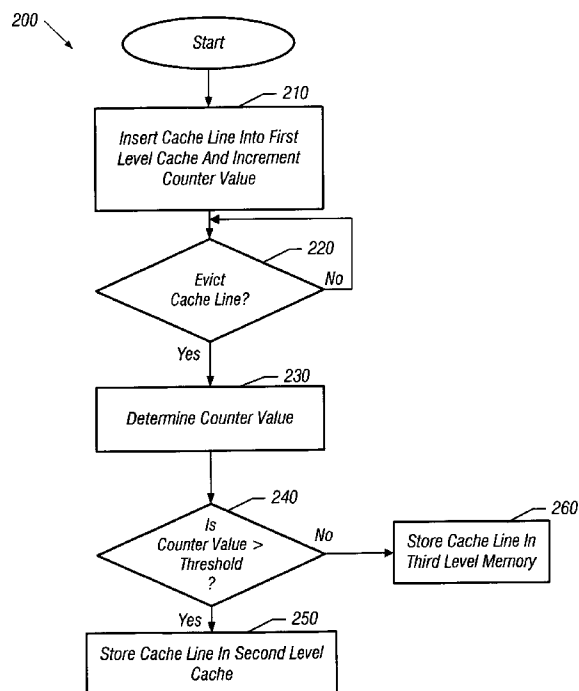 200
Start
210
Insert Cache Line Into First
Level Cache And Increment
Counter Value
220
Evict
Cache Line?
No
Yes
230
Determine Counter Value
240
Is
Counter Value >
Threshold
?
No
260
Store Cache Line In
Third Level Memory
Yes
250
Store Cache Line In Second Level
Cache